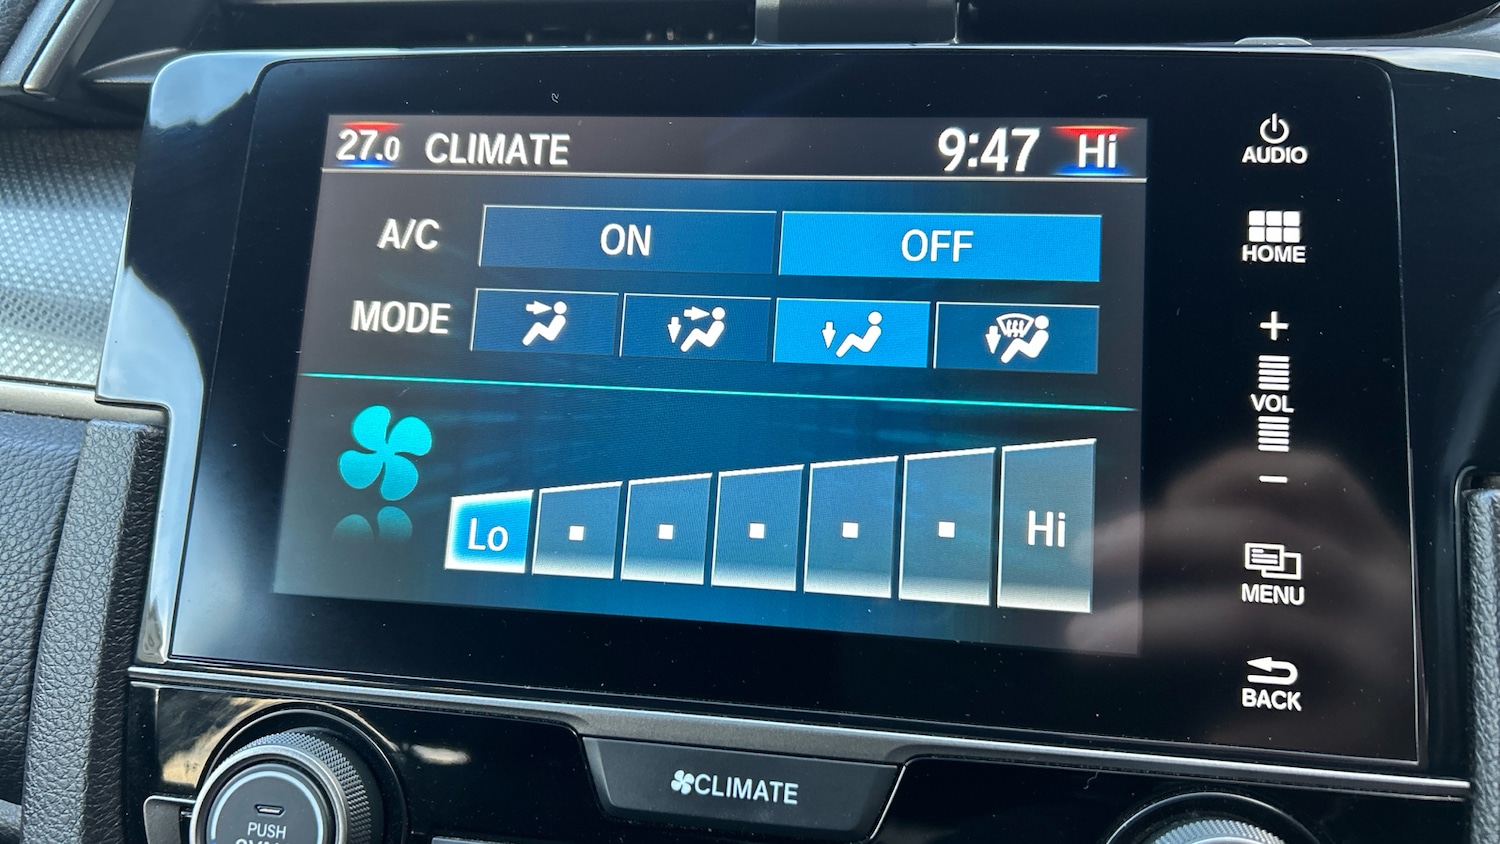 27.0 CLIMATE 9:47 Hi
A/C ON OFF
MODE
Lo Hi
AUDIO
HOME
+
VOL
−
MENU
BACK
CLIMATE
PUSH